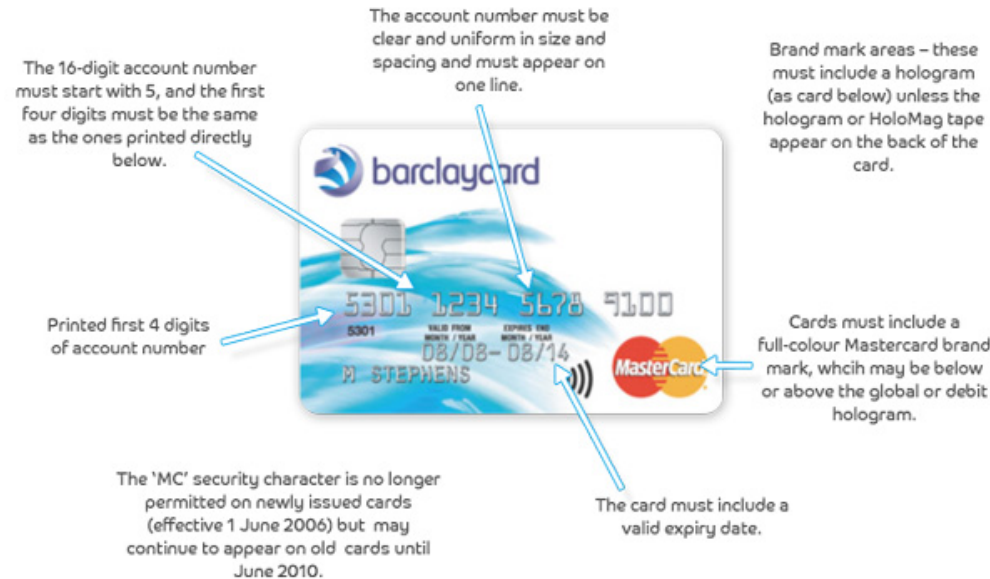 The account number must be
clear and uniform in size and
spacing and must appear on
one line.
The 16-digit account number
must start with 5, and the first
four digits must be the same
as the ones printed directly
below.
Brand mark areas – these
must include a hologram
(as card below) unless the
hologram or HoloMag tape
appear on the back of the
card.
barclaycard
5301 1234 5678 9100
5301
VALID FROM
MONTH / YEAR
EXPIRES END
MONTH / YEAR
08/08- 08/14
M STEPHENS
MasterCard
Printed first 4 digits
of account number
Cards must include a
full-colour Mastercard brand
mark, whcih may be below
or above the global or debit
hologram.
The 'MC' security character is no longer
permitted on newly issued cards
(effective 1 June 2006) but may
continue to appear on old cards until
June 2010.
The card must include a
valid expiry date.